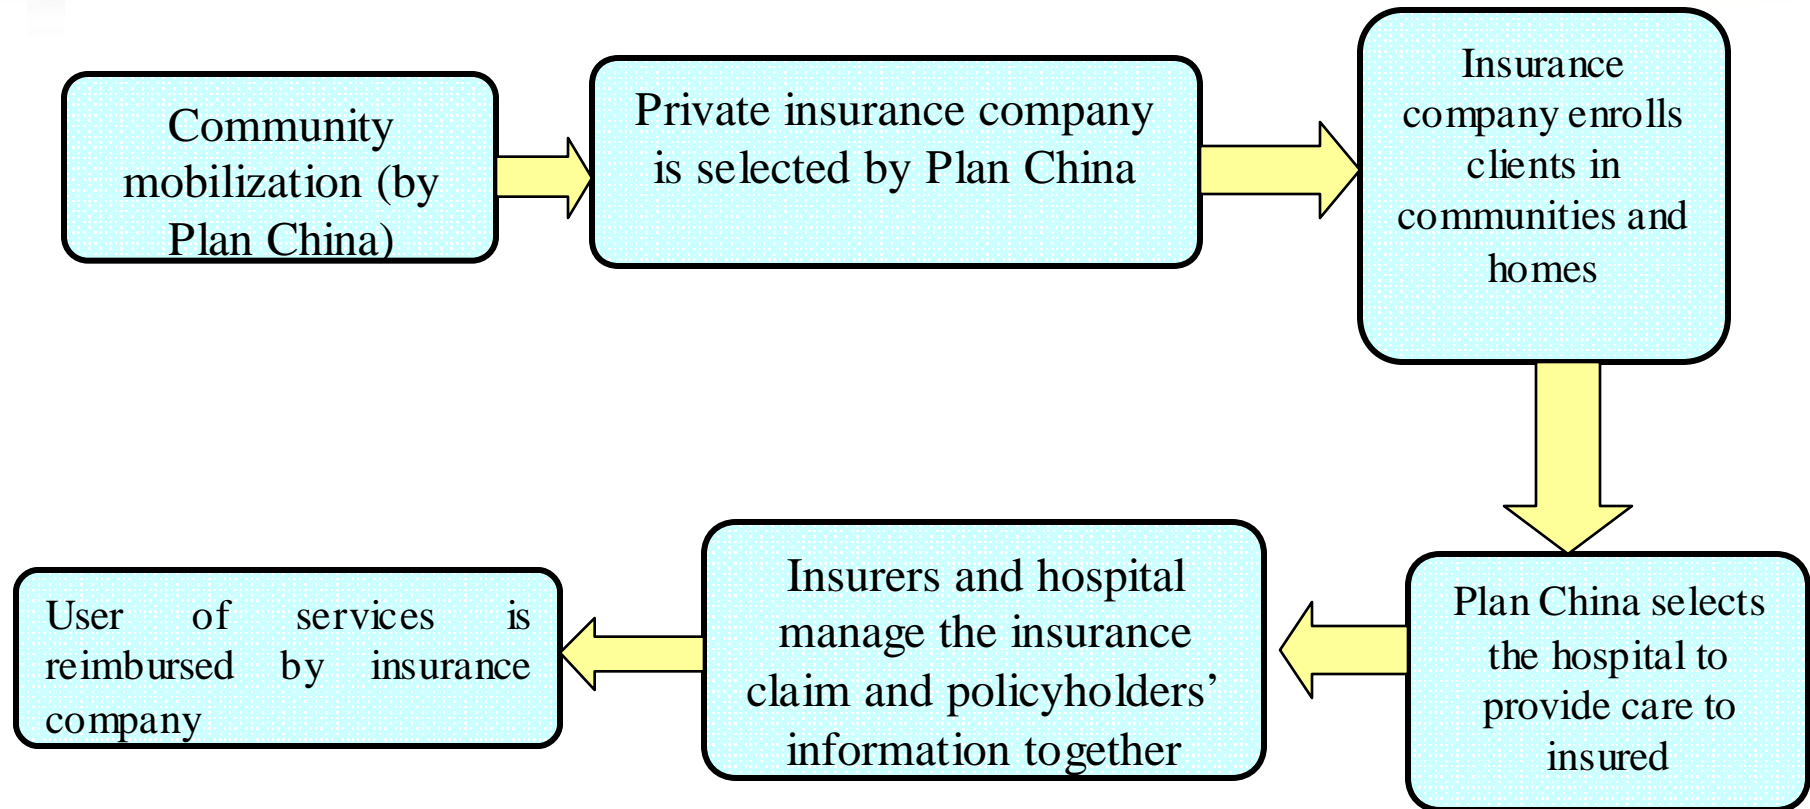 Community
mobilization (by
Plan China)
Private insurance company
is selected by Plan China
Insurance
company enrolls
clients in
communities and
homes
Plan China selects
the hospital to
provide care to
insured
Insurers and hospital
manage the insurance
claim and policyholders’
information together
User of services is
reimbursed by insurance
company